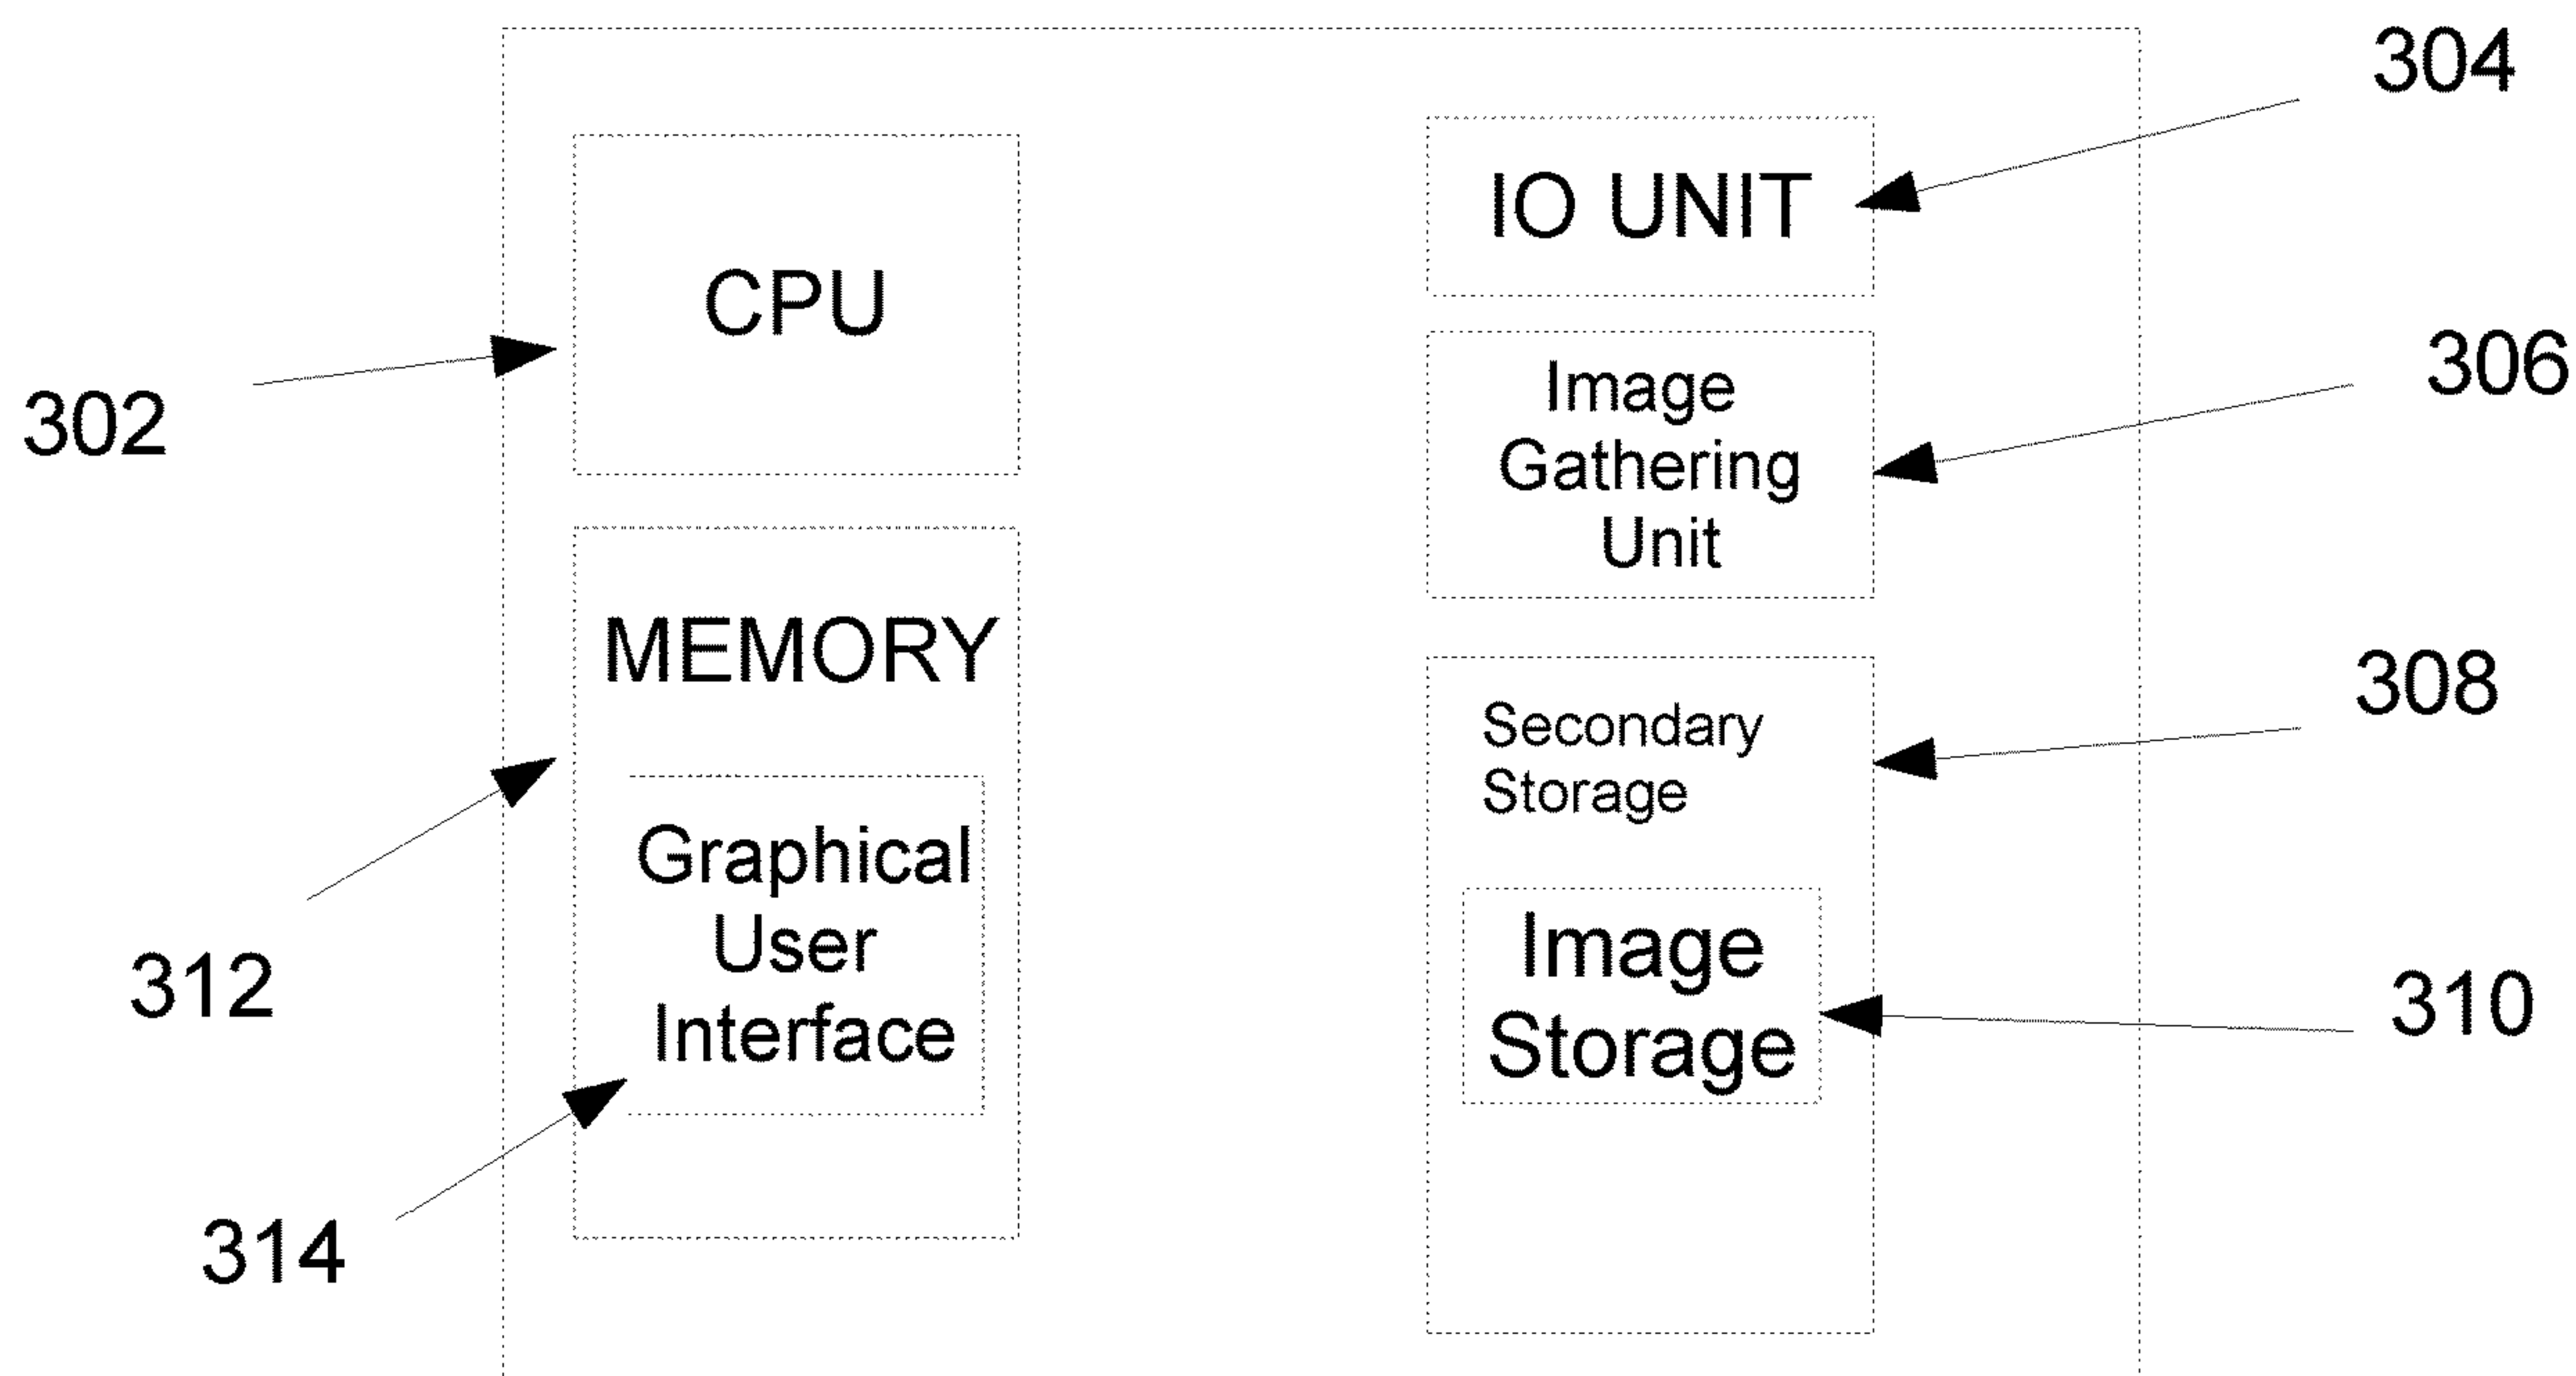 304
IO UNIT
CPU
302
306
Image
Gathering
Unit
MEMORY
308
Secondary
Storage
Graphical
User
Interface
312
Image
Storage
310
314